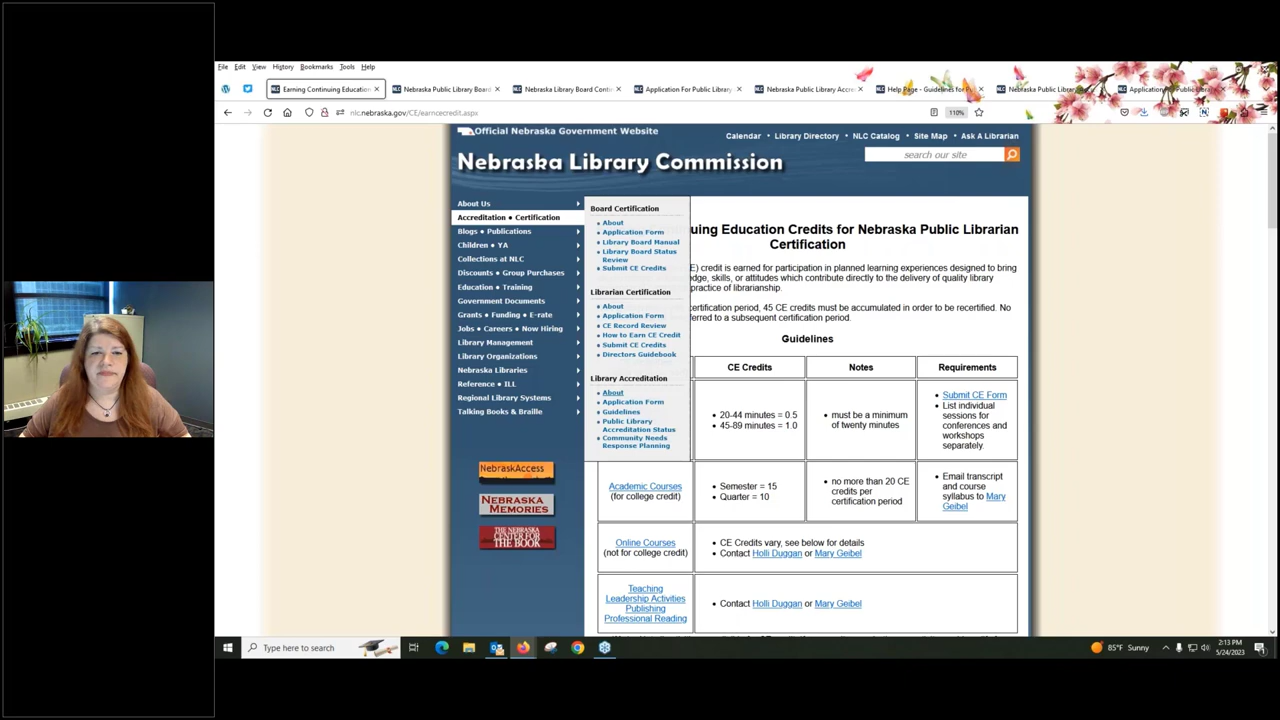 File Edit View History Bookmarks Tools Help
Earning Continuing Education
Nebraska Public Library Board
Nebraska Library Board Conti
Application For Public Library
Nebraska Public Library Accre
Help Page - Guidelines for P
Nebraska Public Lib
nlc.nebraska.gov/CE/earncecredit.aspx
110%
Official Nebraska Government Website
Calendar • Library Directory • NLC Catalog • Site Map • Ask A Librarian
Nebraska Library Commission
search our site
About Us
Accreditation • Certification
Blogs • Publications
Children • YA
Collections at NLC
Discounts • Group Purchases
Education • Training
Government Documents
Grants • Funding • E-rate
Jobs • Careers • Now Hiring
Library Management
Library Organizations
Nebraska Libraries
Reference • ILL
Regional Library Systems
Talking Books & Braille
NebraskAccess
NEBRASKA
MEMORIES
THE NEBRASKA
CENTER FOR
THE BOOK
Board Certification
About
Application Form
Library Board Manual
Library Board Status
Review
Submit CE Credits
Librarian Certification
About
Application Form
CE Record Review
How to Earn CE Credit
Submit CE Credits
Directors Guidebook
Library Accreditation
About
Application Form
Guidelines
Public Library
Accreditation Status
Community Needs
Response Planning
uing Education Credits for Nebraska Public Librarian
Certification
E) credit is earned for participation in planned learning experiences designed to bring
edge, skills, or attitudes which contribute directly to the delivery of quality library
practice of librarianship.
certification period, 45 CE credits must be accumulated in order to be recertified. No
ferred to a subsequent certification period.
Guidelines
CE Credits
Notes
Requirements
• 20-44 minutes = 0.5
• 45-89 minutes = 1.0
• must be a minimum
of twenty minutes
• Submit CE Form
• List individual
sessions for
conferences and
workshops
separately.
Academic Courses
(for college credit)
• Semester = 15
• Quarter = 10
• no more than 20 CE
credits per
certification period
• Email transcript
and course
syllabus to Mary
Geibel
Online Courses
(not for college credit)
• CE Credits vary, see below for details
• Contact Holli Duggan or Mary Geibel
Teaching
Leadership Activities
Publishing
Professional Reading
• Contact Holli Duggan or Mary Geibel
Type here to search
85°F Sunny
2:13 PM
5/24/2023